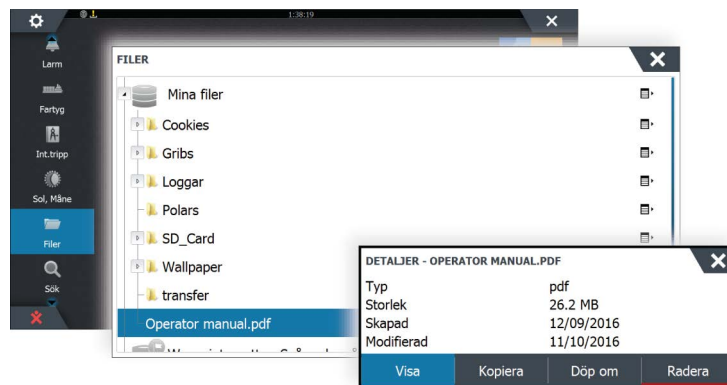 1:38:19
Larm
Fartyg
Int.tripp
Sol, Måne
Filer
Sök
FILER
Mina filer
Cookies
Gribs
Loggar
Polars
SD_Card
Wallpaper
transfer
Operator manual.pdf
DETALJER - OPERATOR MANUAL.PDF
Typ pdf
Storlek 26.2 MB
Skapad 12/09/2016
Modifierad 11/10/2016
Visa Kopiera Döp om Radera